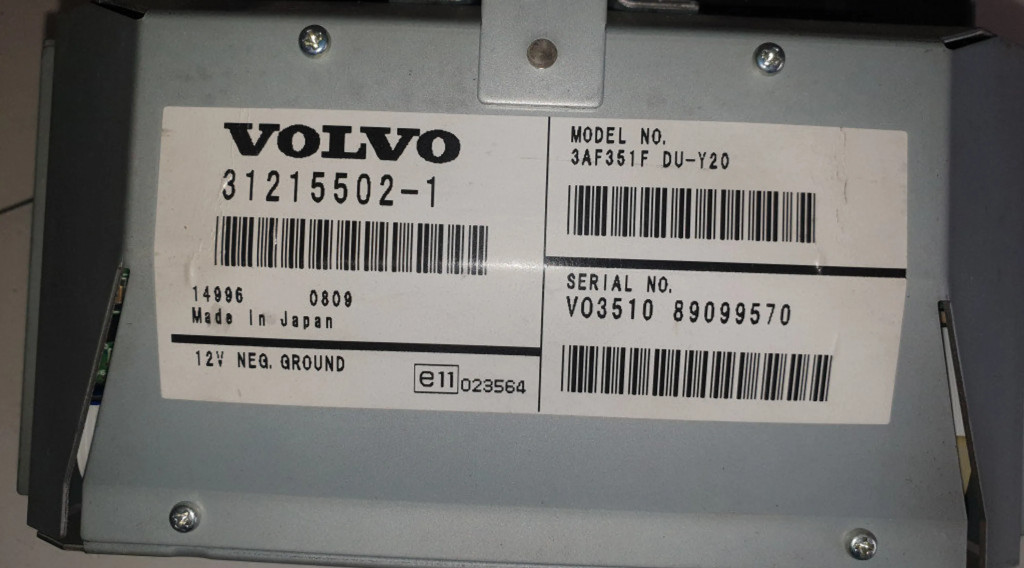 VOLVO
31215502-1
14996 0809
Made In Japan
12V NEG. GROUND
e11 023564
MODEL NO.
3AF351F DU-Y20
SERIAL NO.
V03510 89099570